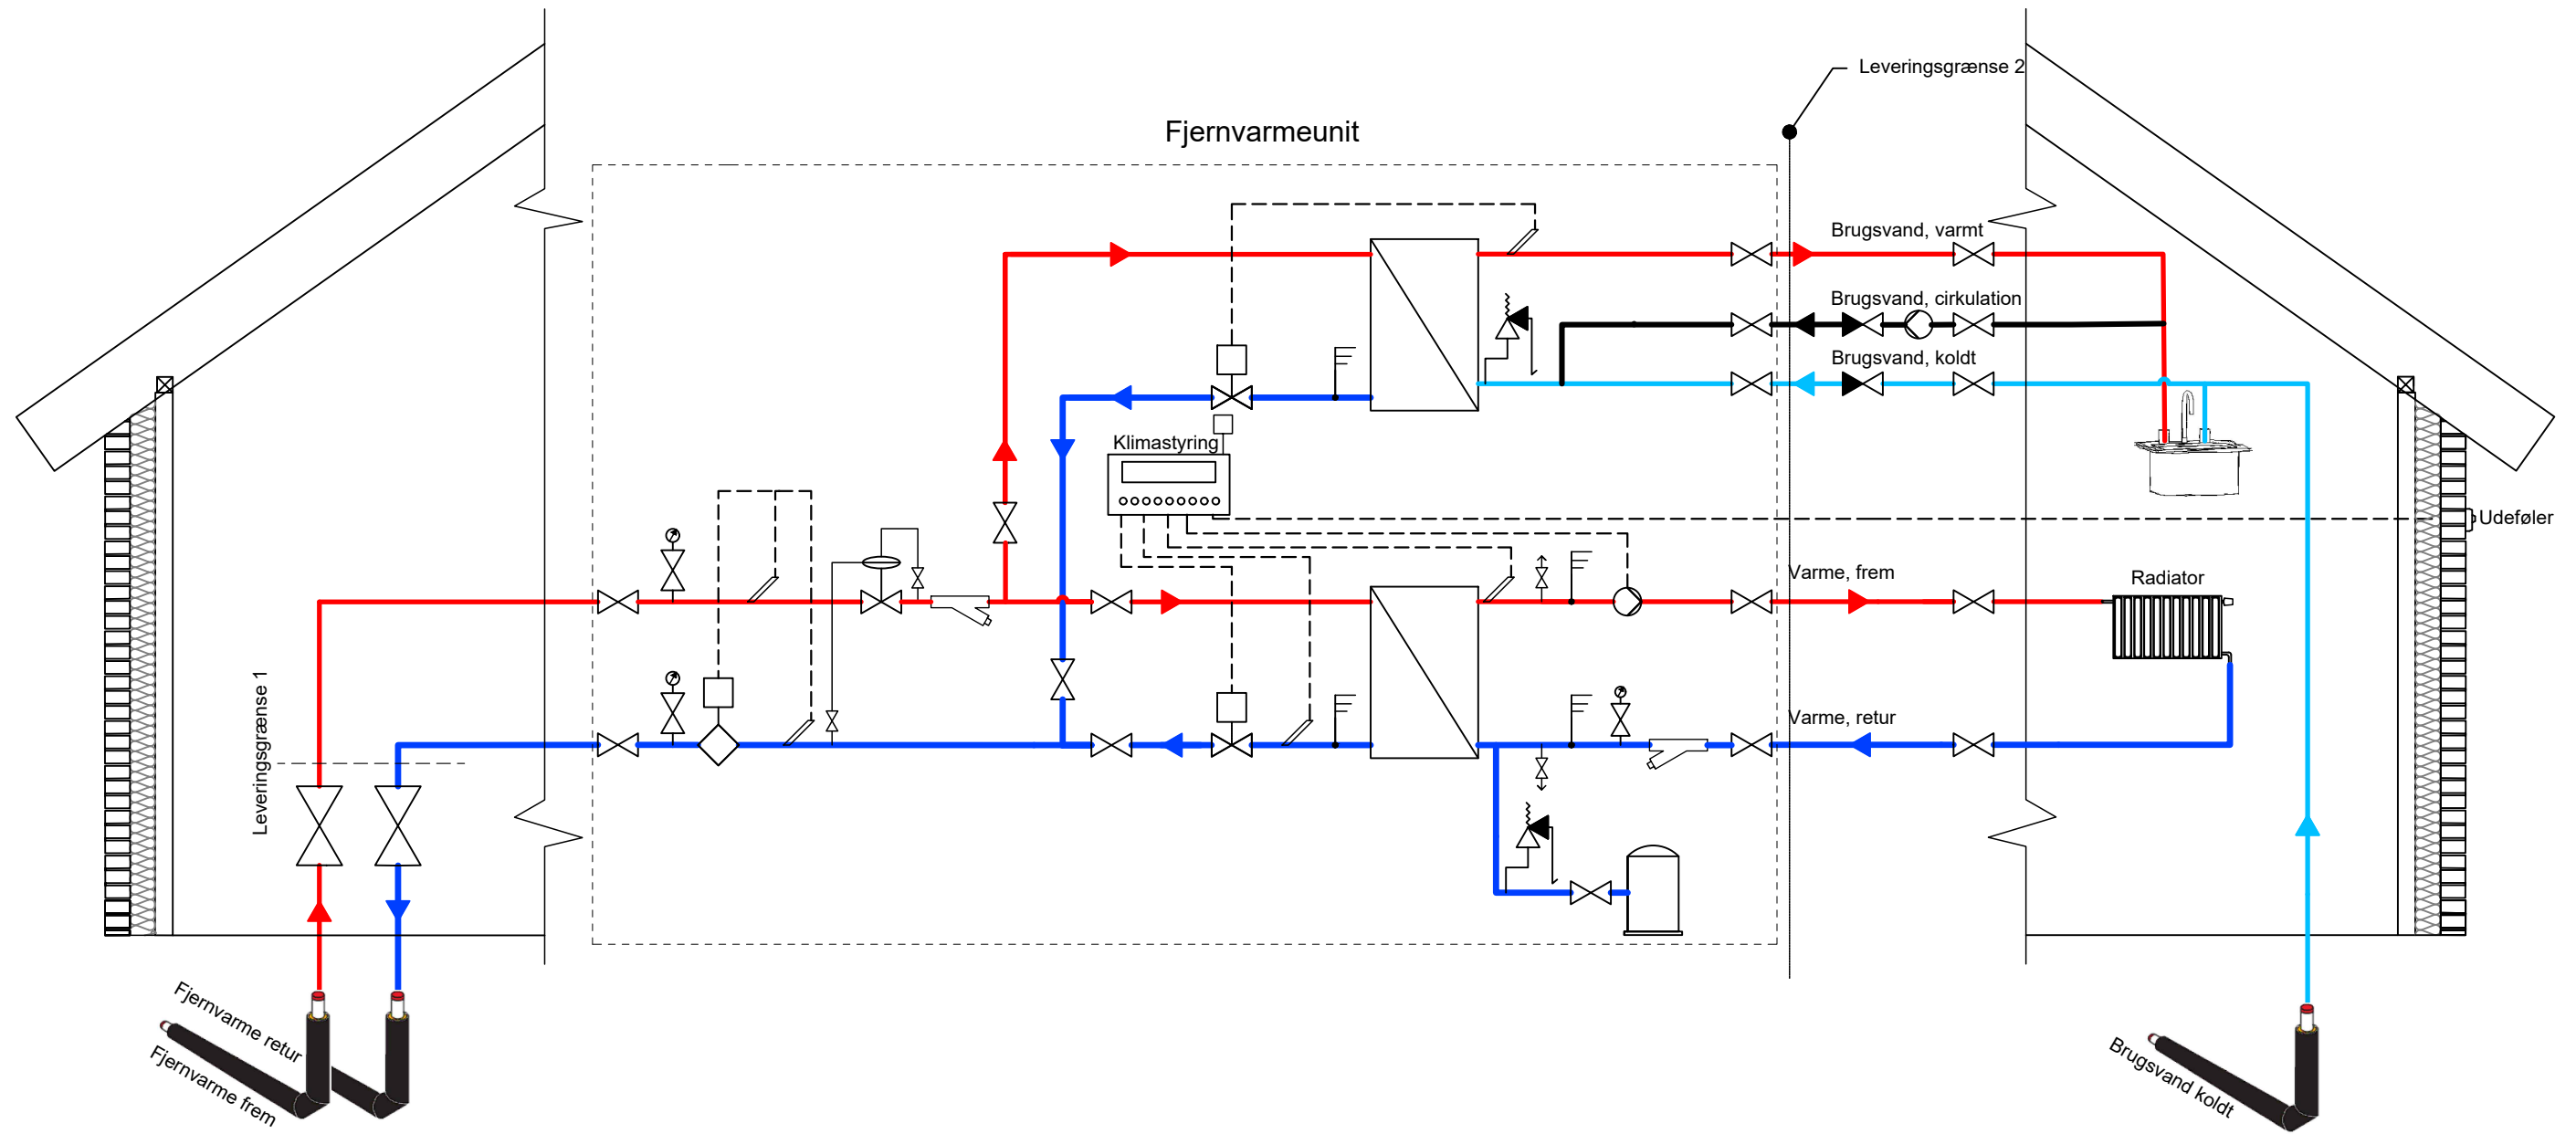 Leveringsgrænse 2
Fjernvarmeunit
Brugsvand, varmt
Brugsvand, cirkulation
Brugsvand, koldt
Klimastyring
Udeføler
Varme, frem
Radiator
Leveringsgrænse 1
Varme, retur
Fjernvarme retur
Fjernvarme frem
Brugsvand koldt